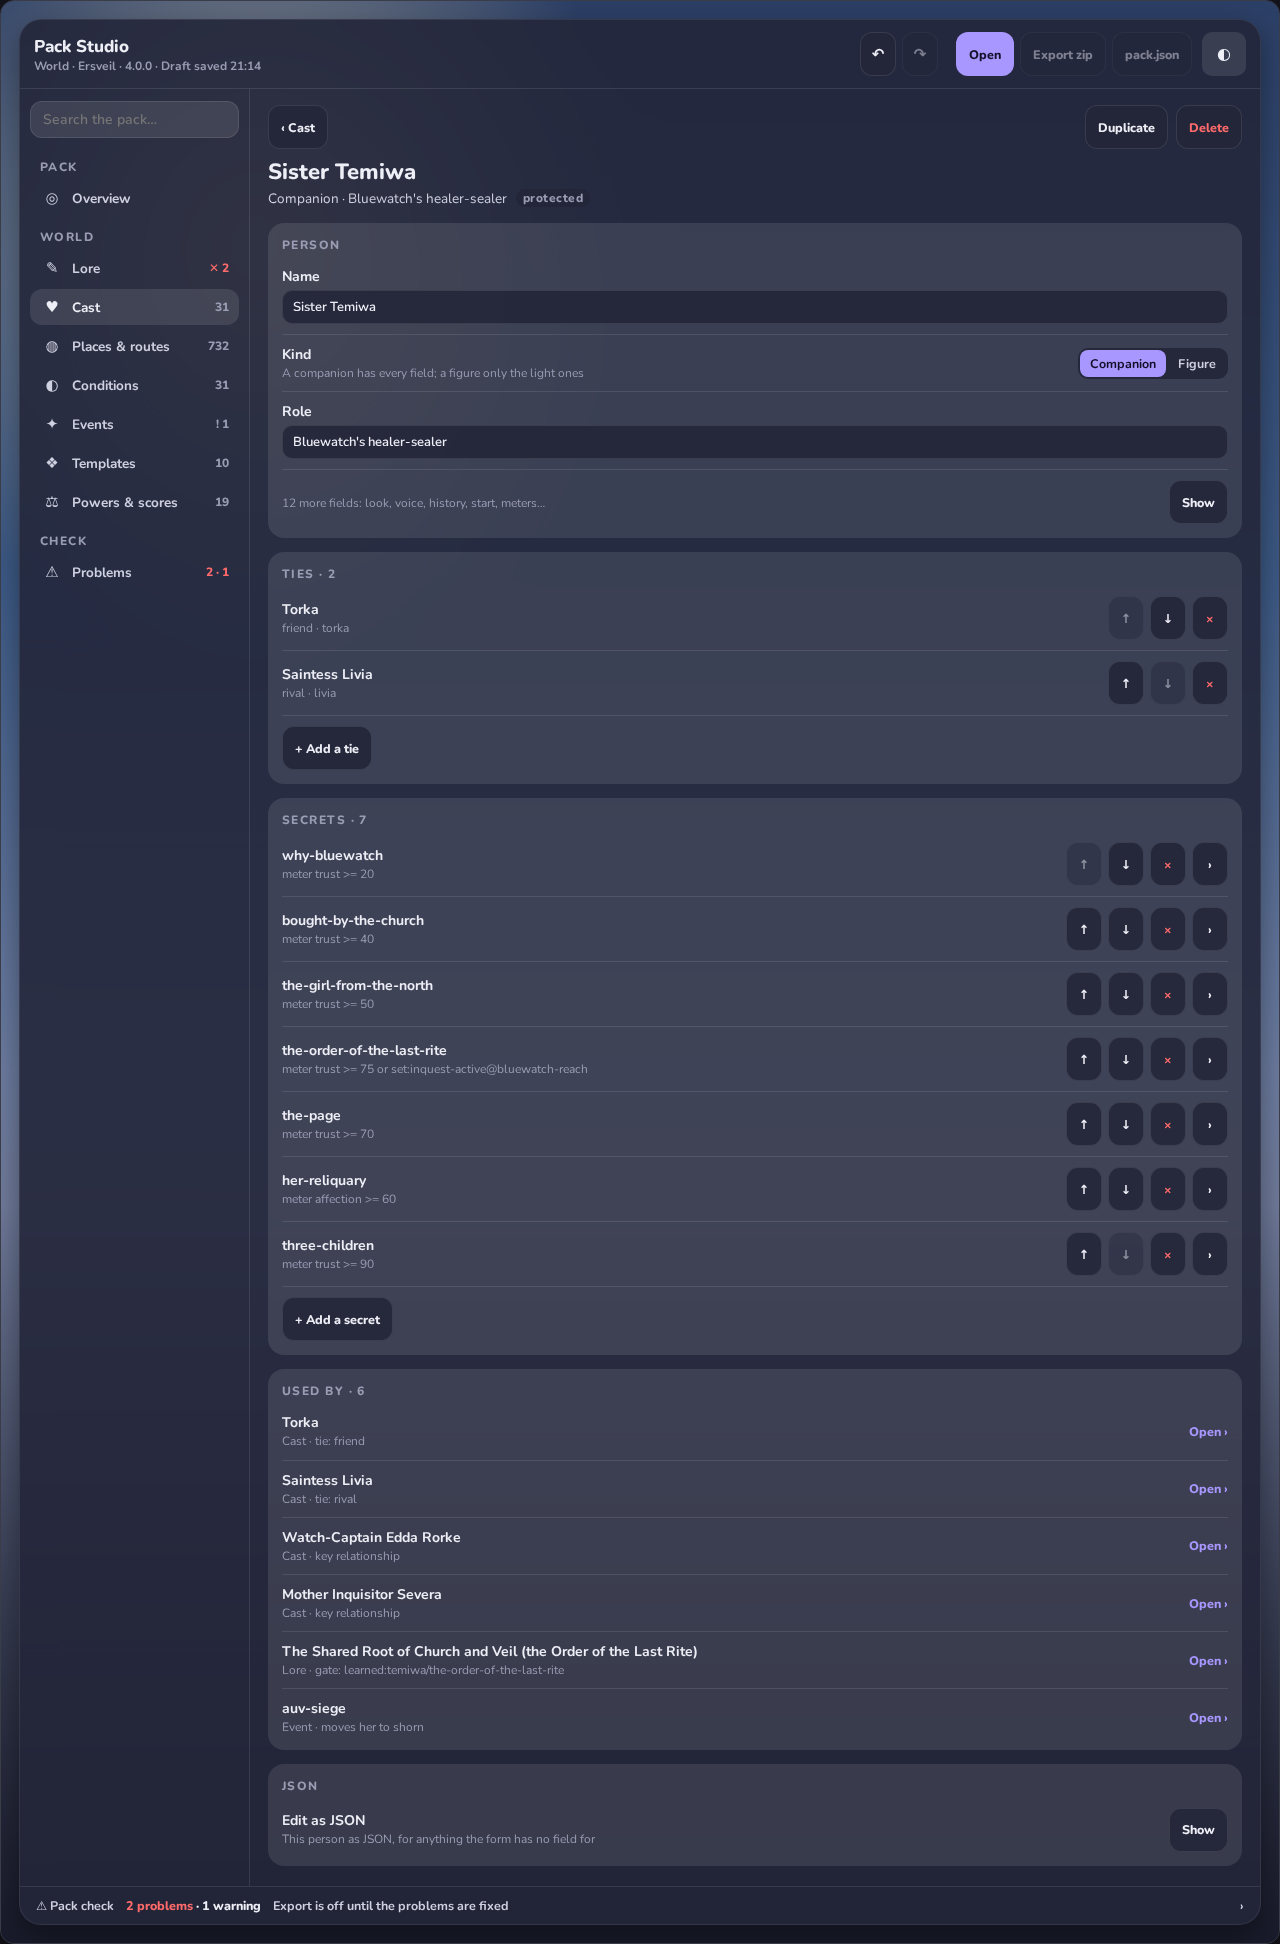 Pack Studio
World · Ersveil · 4.0.0 · Draft saved 21:14
↶ ↷ Open Export zip pack.json ◐
Search the pack...
PACK
◎ Overview
WORLD
✎ Lore × 2
♥ Cast 31
◍ Places & routes 732
◐ Conditions 31
✦ Events ! 1
❖ Templates 10
⚖ Powers & scores 19
CHECK
⚠ Problems 2 · 1
‹ Cast
Duplicate Delete
Sister Temiwa
Companion · Bluewatch's healer-sealer protected
PERSON
Name
Sister Temiwa
Kind
A companion has every field; a figure only the light ones
Companion Figure
Role
Bluewatch's healer-sealer
12 more fields: look, voice, history, start, meters...
Show
TIES · 2
Torka
friend · torka
↑ ↓ ×
Saintess Livia
rival · livia
↑ ↓ ×
+ Add a tie
SECRETS · 7
why-bluewatch
meter trust >= 20
↑ ↓ × ›
bought-by-the-church
meter trust >= 40
↑ ↓ × ›
the-girl-from-the-north
meter trust >= 50
↑ ↓ × ›
the-order-of-the-last-rite
meter trust >= 75 or set:inquest-active@bluewatch-reach
↑ ↓ × ›
the-page
meter trust >= 70
↑ ↓ × ›
her-reliquary
meter affection >= 60
↑ ↓ × ›
three-children
meter trust >= 90
↑ ↓ × ›
+ Add a secret
USED BY · 6
Torka
Cast · tie: friend
Open ›
Saintess Livia
Cast · tie: rival
Open ›
Watch-Captain Edda Rorke
Cast · key relationship
Open ›
Mother Inquisitor Severa
Cast · key relationship
Open ›
The Shared Root of Church and Veil (the Order of the Last Rite)
Lore · gate: learned:temiwa/the-order-of-the-last-rite
Open ›
auv-siege
Event · moves her to shorn
Open ›
JSON
Edit as JSON
This person as JSON, for anything the form has no field for
Show
⚠ Pack check 2 problems · 1 warning Export is off until the problems are fixed ›